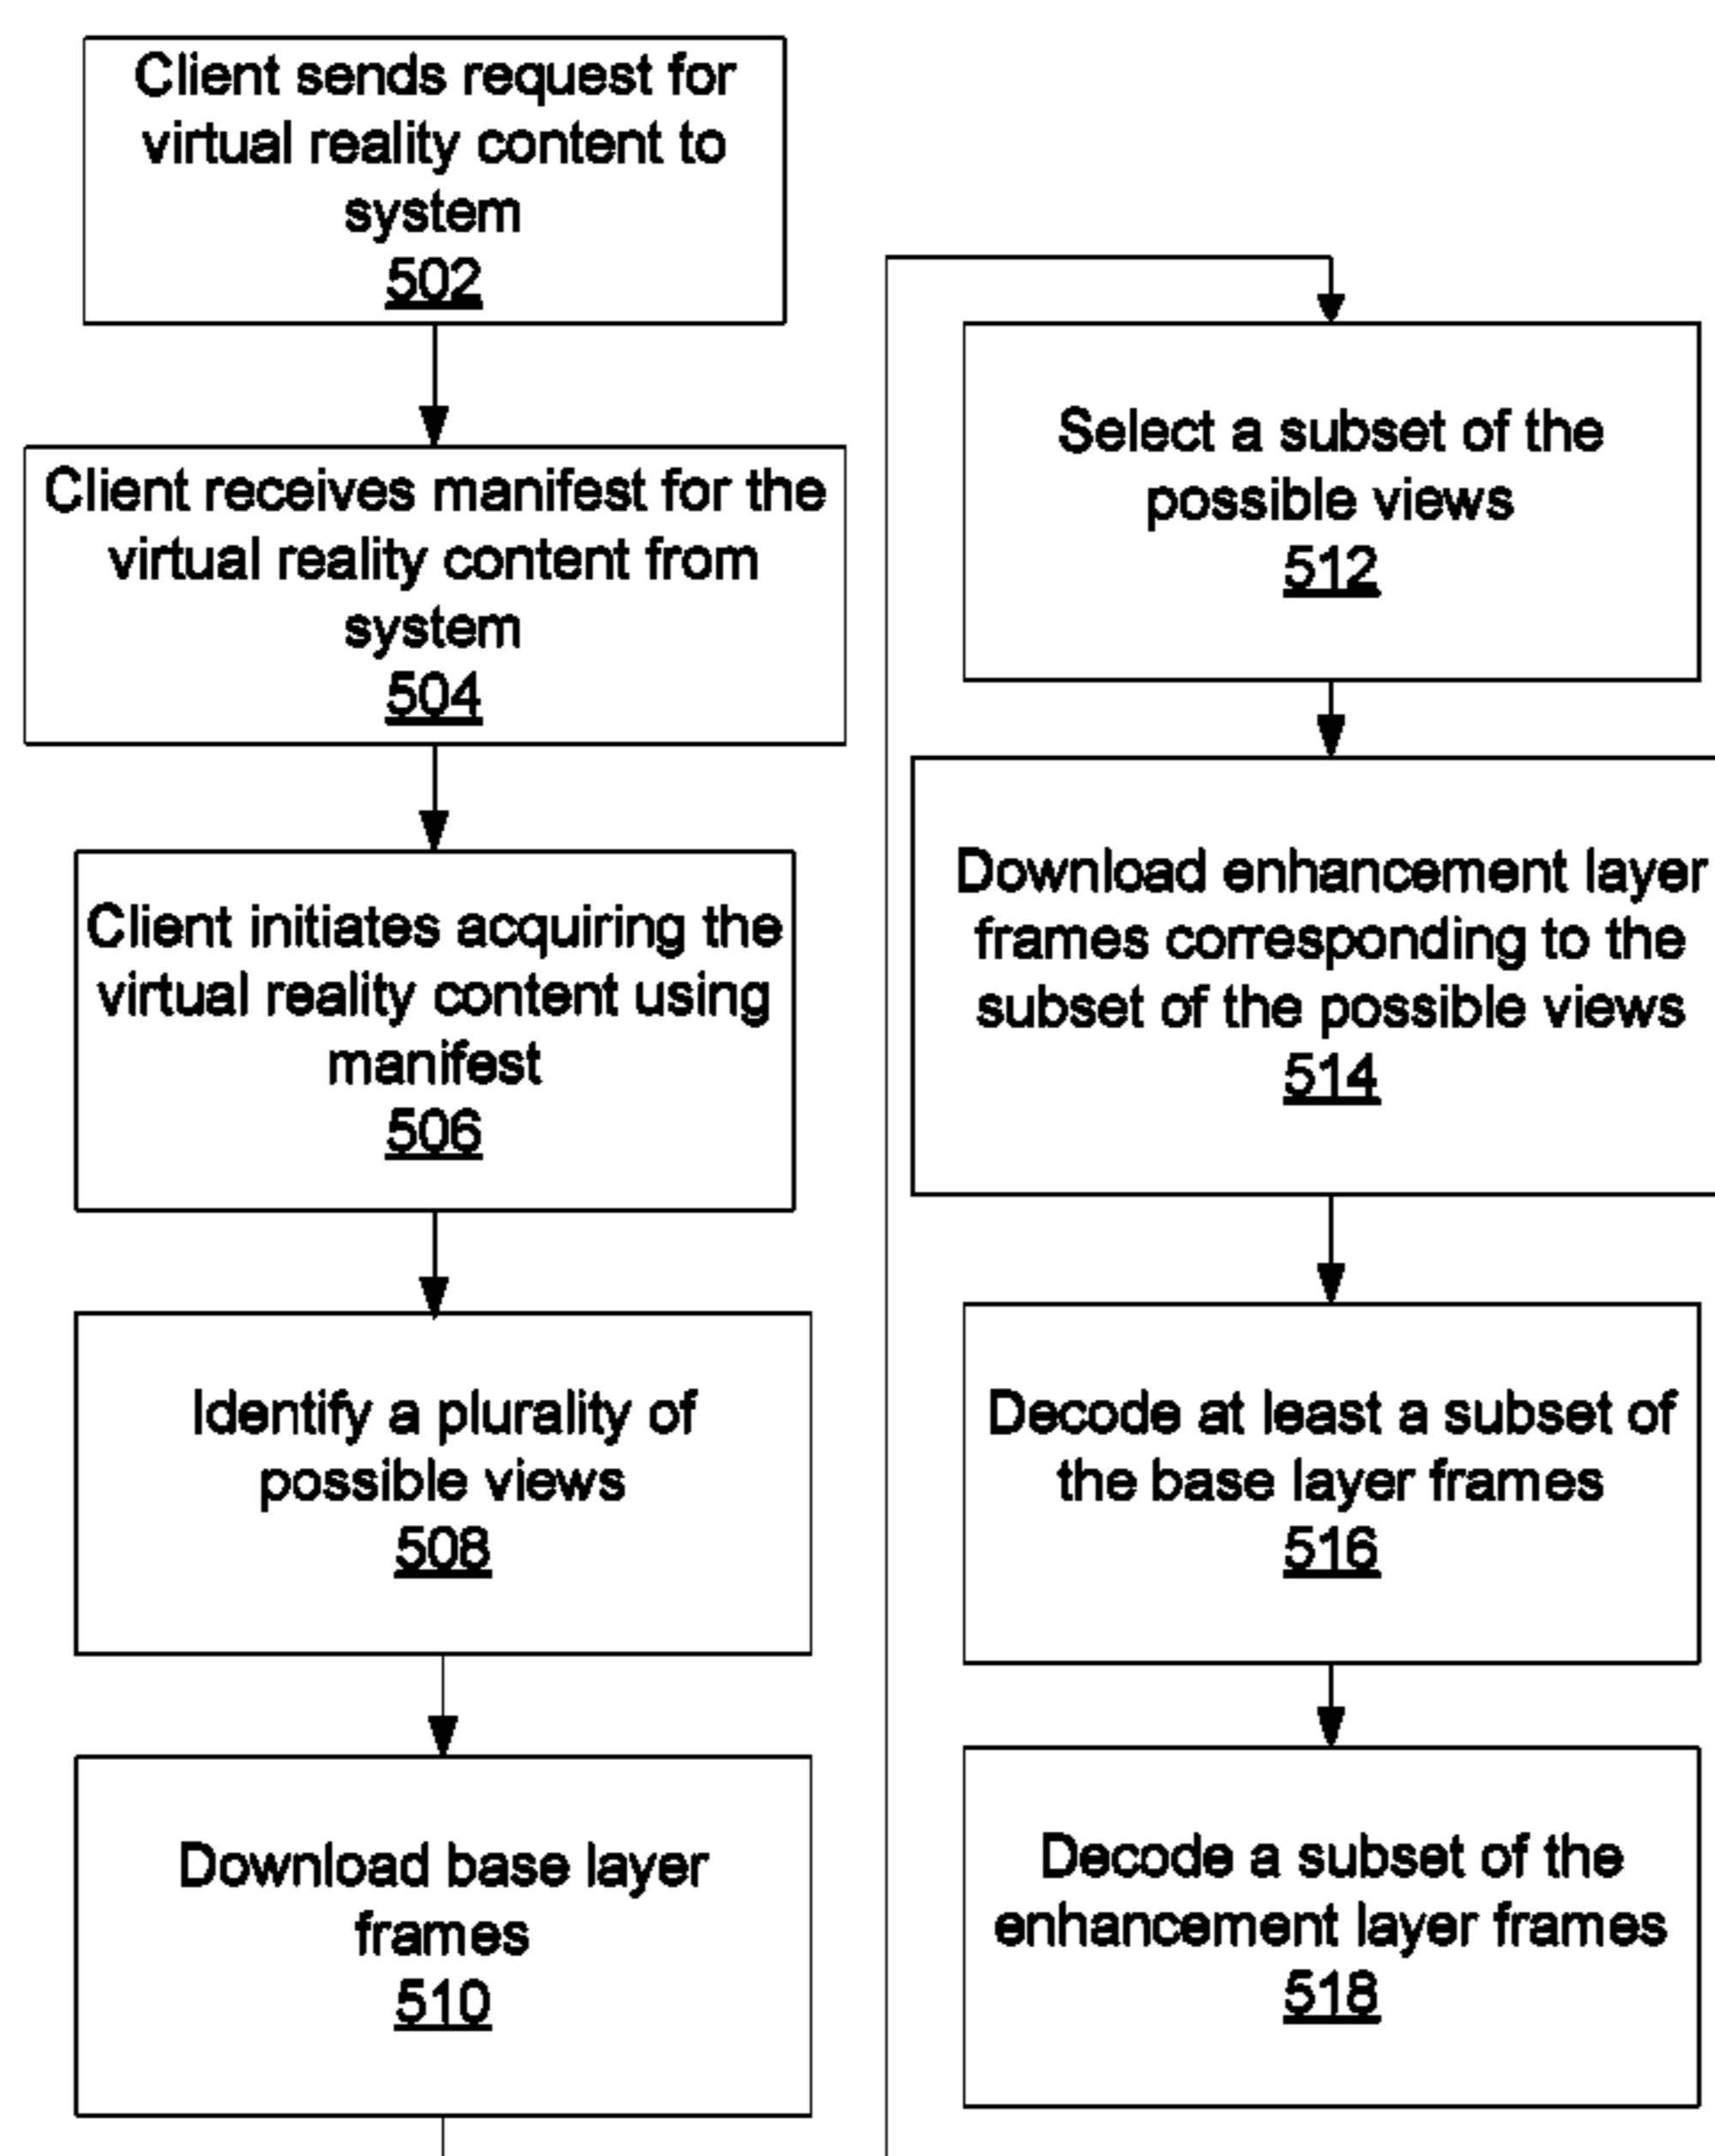 Client sends request for
virtual reality content to
system
502
Client receives manifest for the
virtual reality content from
system
504
Client initiates acquiring the
virtual reality content using
manifest
506
Identify a plurality of
possible views
508
Download base layer
frames
510
Select a subset of the
possible views
512
Download enhancement layer
frames corresponding to the
subset of the possible views
514
Decode at least a subset of
the base layer frames
516
Decode a subset of the
enhancement layer frames
518